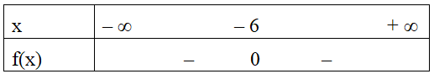 x – ∞ – 6 + ∞
f(x) – 0 –